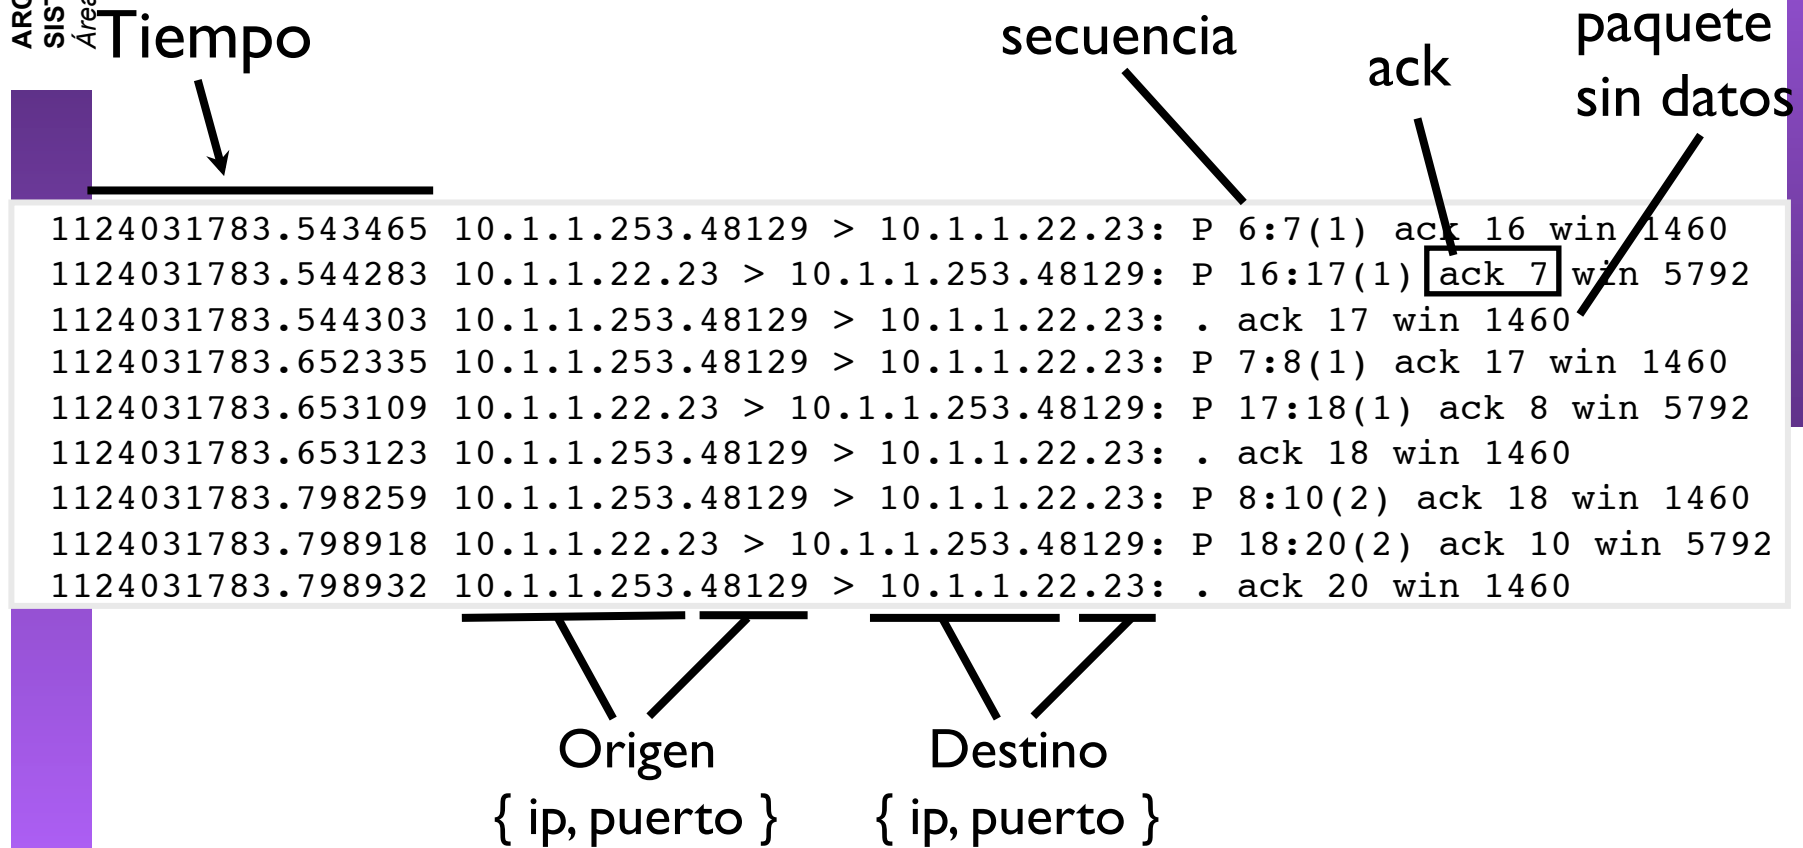 Tiempo
secuencia
ack
paquete
sin datos
1124031783.543465 10.1.1.253.48129 > 10.1.1.22.23: P 6:7(1) ack 16 win 1460
1124031783.544283 10.1.1.22.23 > 10.1.1.253.48129: P 16:17(1) ack 7 win 5792
1124031783.544303 10.1.1.253.48129 > 10.1.1.22.23: . ack 17 win 1460
1124031783.652335 10.1.1.253.48129 > 10.1.1.22.23: P 7:8(1) ack 17 win 1460
1124031783.653109 10.1.1.22.23 > 10.1.1.253.48129: P 17:18(1) ack 8 win 5792
1124031783.653123 10.1.1.253.48129 > 10.1.1.22.23: . ack 18 win 1460
1124031783.798259 10.1.1.253.48129 > 10.1.1.22.23: P 8:10(2) ack 18 win 1460
1124031783.798918 10.1.1.22.23 > 10.1.1.253.48129: P 18:20(2) ack 10 win 5792
1124031783.798932 10.1.1.253.48129 > 10.1.1.22.23: . ack 20 win 1460
Origen
{ ip, puerto }
Destino
{ ip, puerto }